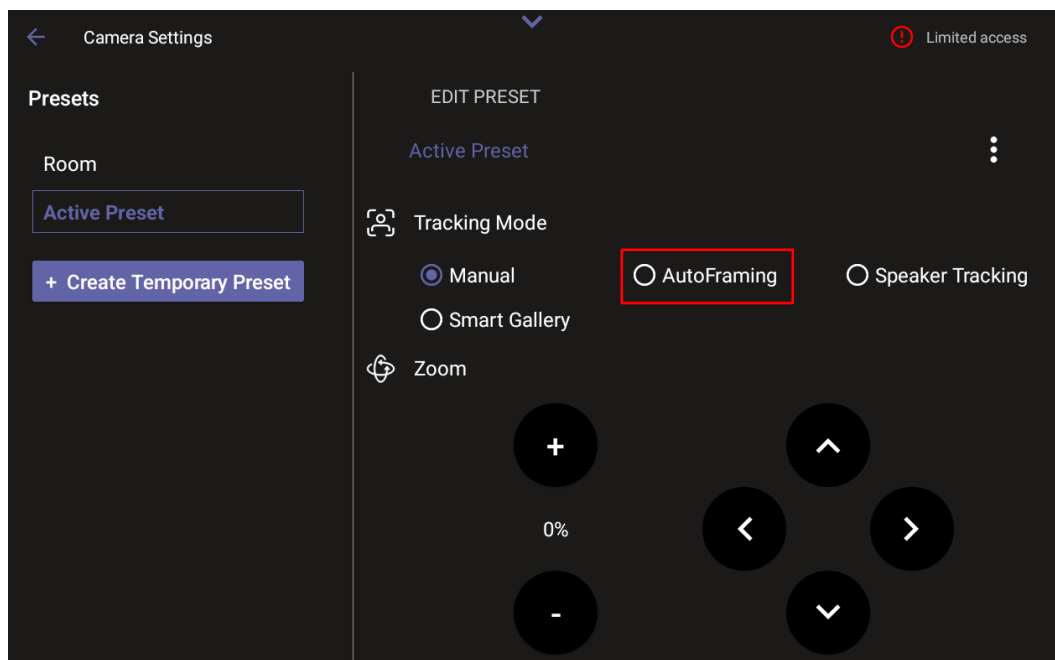 Camera Settings
Limited access
Presets
Room
Active Preset
+ Create Temporary Preset
EDIT PRESET
Active Preset
Tracking Mode
Manual
AutoFraming
Speaker Tracking
Smart Gallery
Zoom
+
0%
-